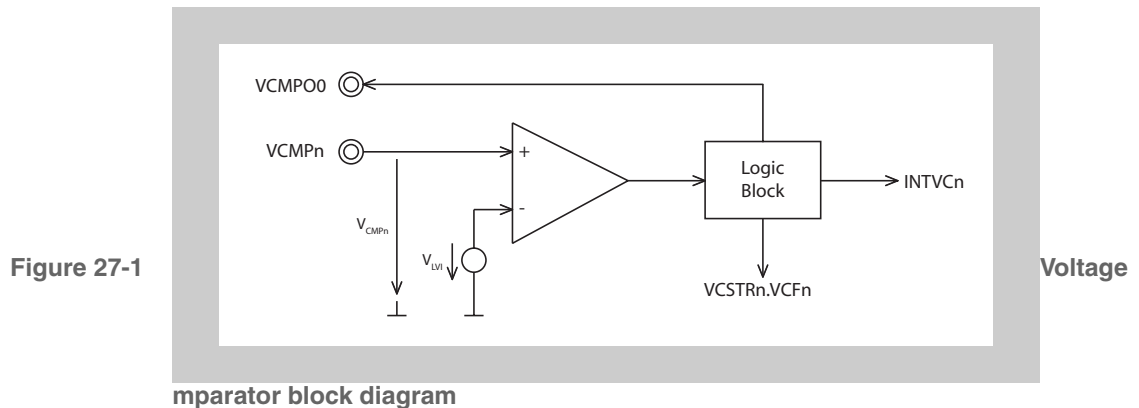 VCMPO0
VCMPn
+
-
V_CMPn
V_LVI
Logic
Block
INTVCn
VCSTRn.VCFn
Figure 27-1
Voltage
mparator block diagram